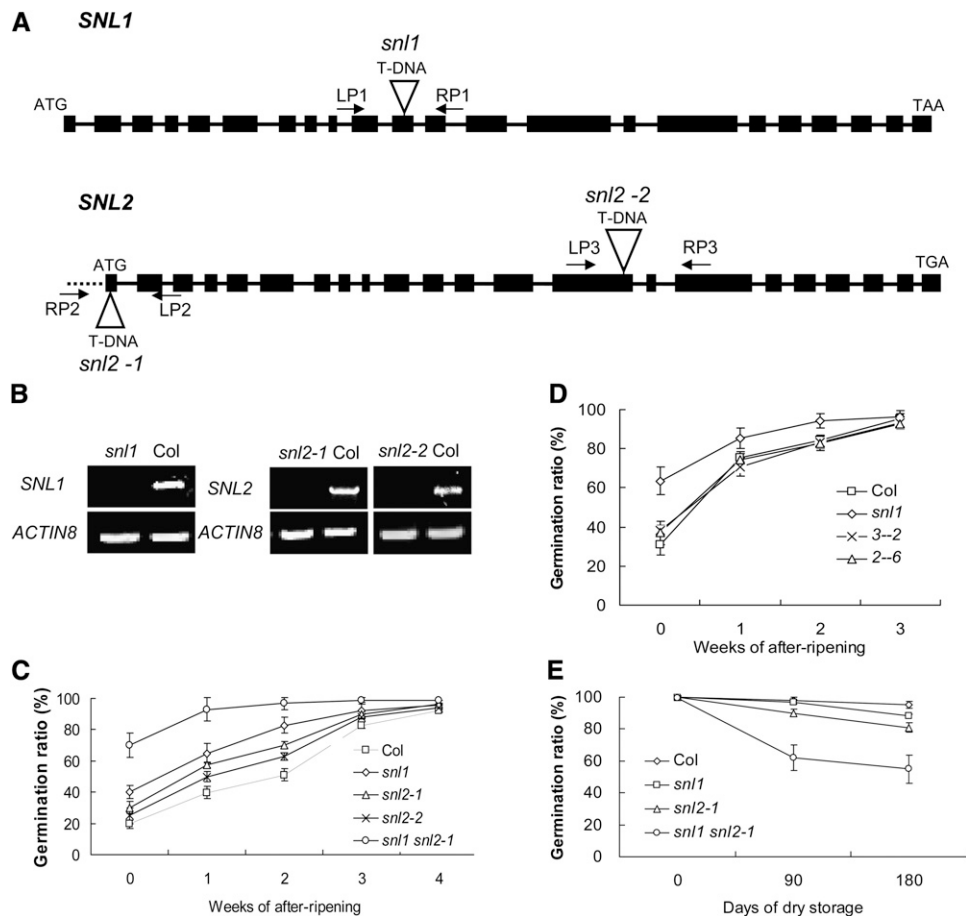 A
SNL1
snl1
T-DNA
ATG
LP1
RP1
TAA
SNL2
snl2 -2
T-DNA
LP3
RP3
ATG
TGA
RP2
LP2
T-DNA
snl2 -1
B
snl1 Col
snl2-1 Col
snl2-2 Col
SNL1
SNL2
ACTIN8
ACTIN8
C
Germination ratio (%)
100
80
60
40
20
0
0 1 2 3 4
Weeks of after-ripening
Col
snl1
snl2-1
snl2-2
snl1 snl2-1
D
Germination ratio (%)
100
80
60
40
20
0
0 1 2 3
Weeks of after-ripening
Col
snl1
3--2
2--6
E
Germination ratio (%)
100
80
60
40
20
0
0 90 180
Days of dry storage
Col
snl1
snl2-1
snl1 snl2-1